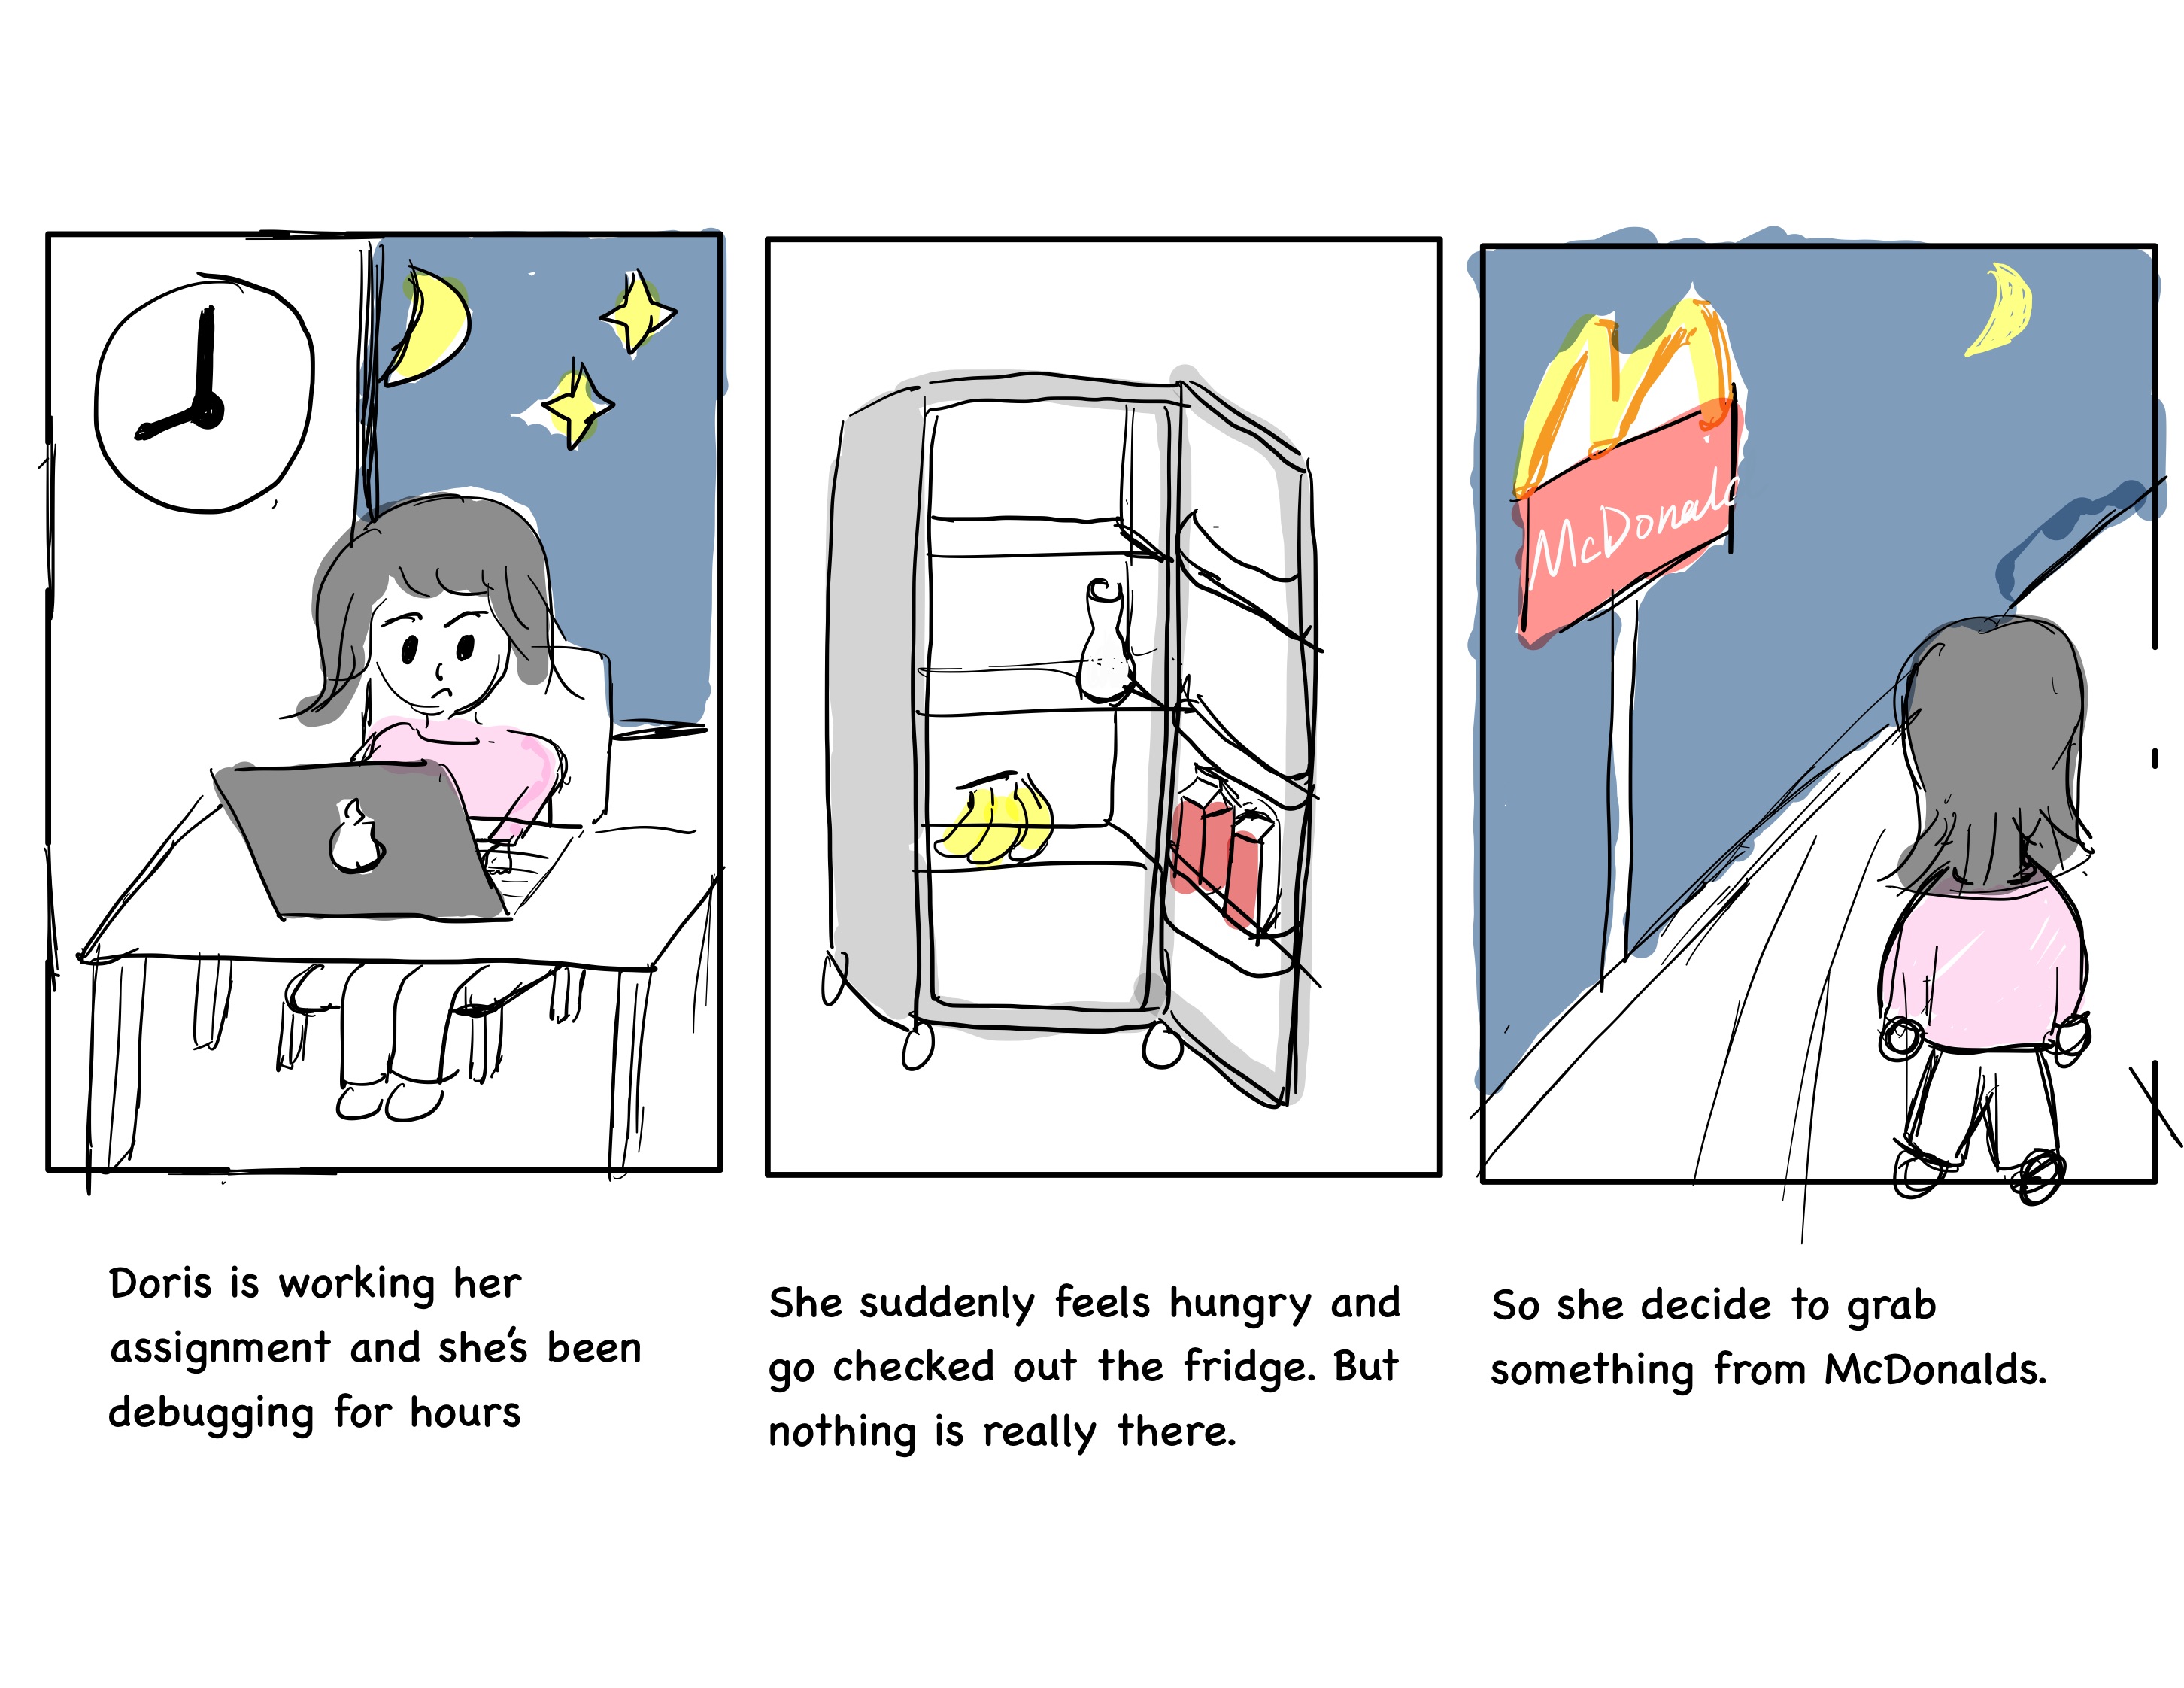 McDonald
Doris is working her
assignment and she's been
debugging for hours
She suddenly feels hungry and
go checked out the fridge. But
nothing is really there.
So she decide to grab
something from McDonalds.